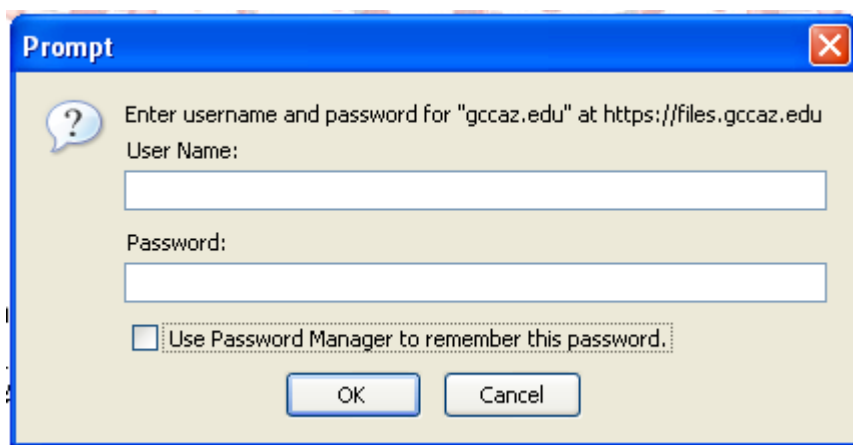 Prompt
Enter username and password for "gccaz.edu" at https://files.gccaz.edu
User Name:
Password:
Use Password Manager to remember this password.
OK Cancel